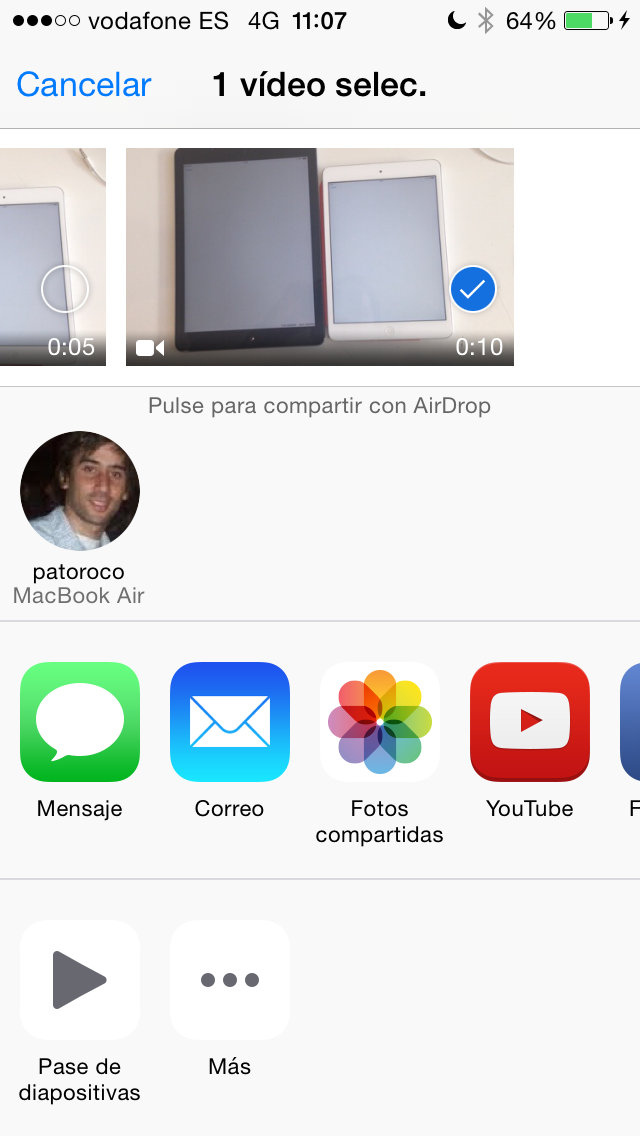 vodafone ES 4G 11:07 64%
Cancelar 1 vídeo selec.
0:05 0:10
Pulse para compartir con AirDrop
patoroco
MacBook Air
Mensaje Correo Fotos compartidas YouTube F
Pase de diapositivas Más